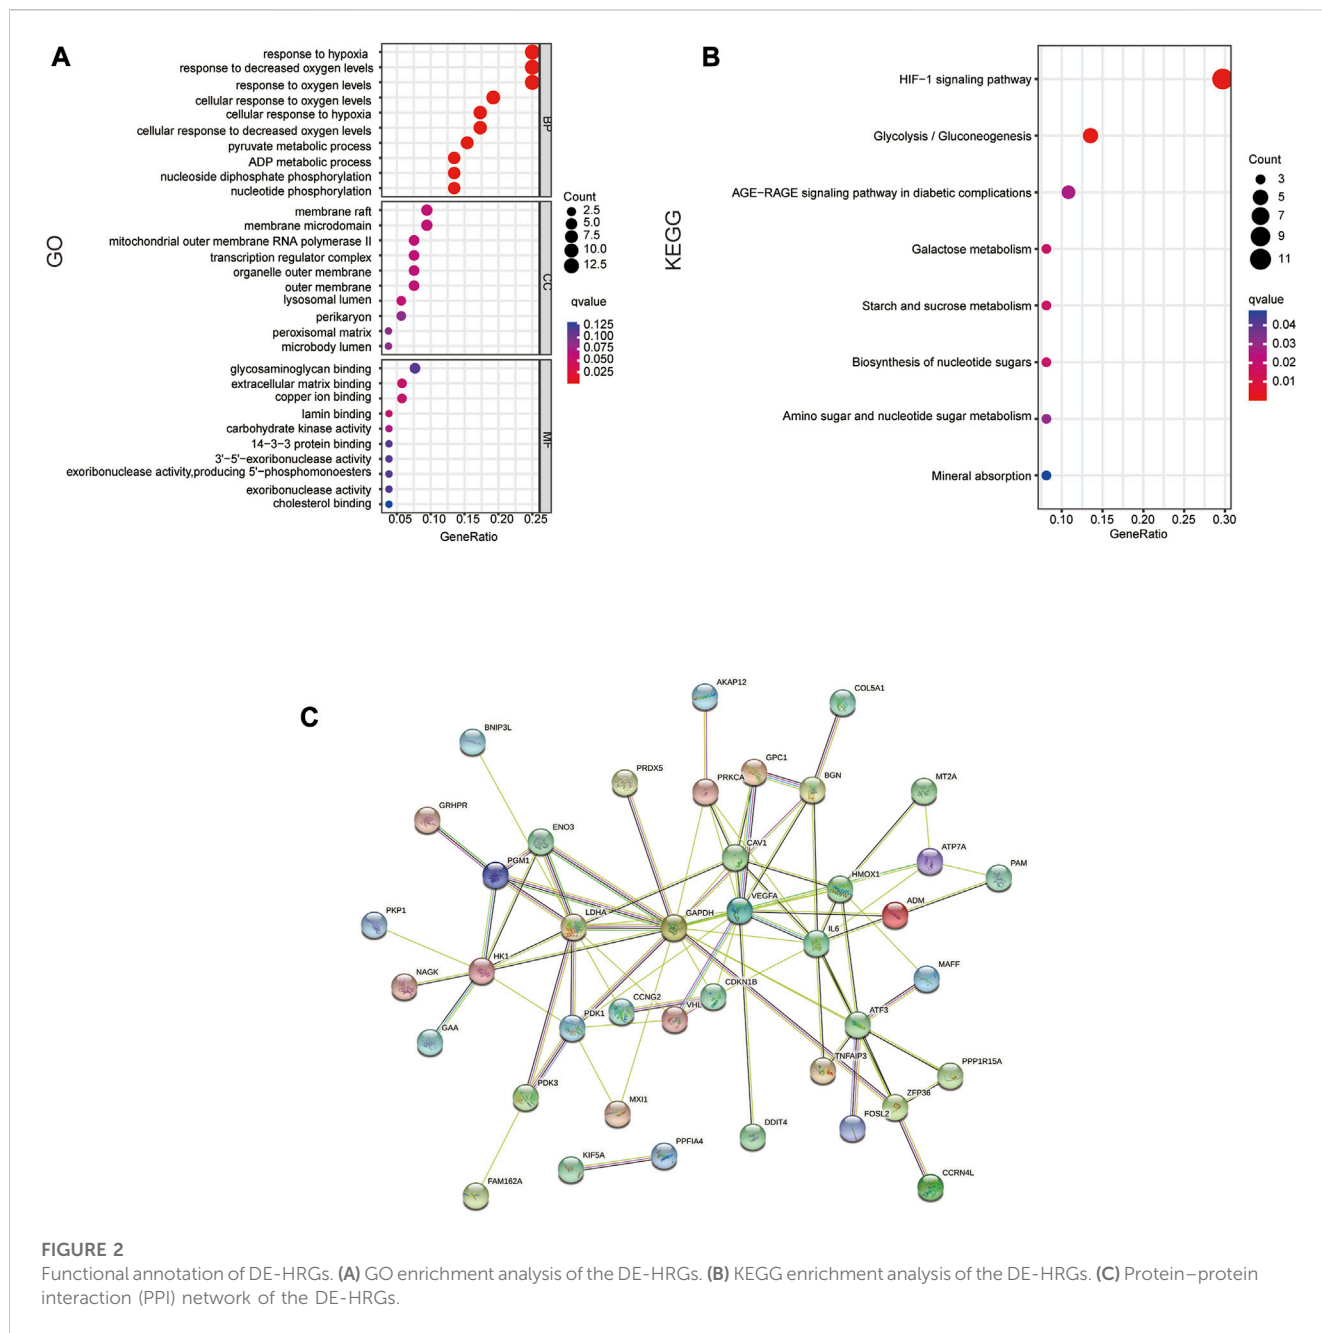 A
GO
response to hypoxia
response to decreased oxygen levels
response to oxygen levels
cellular response to oxygen levels
cellular response to hypoxia
cellular response to decreased oxygen levels
pyruvate metabolic process
ADP metabolic process
nucleoside diphosphate phosphorylation
nucleotide phosphorylation
BP
membrane raft
membrane microdomain
mitochondrial outer membrane RNA polymerase II
transcription regulator complex
organelle outer membrane
outer membrane
lysosomal lumen
perikaryon
peroxisomal matrix
microbody lumen
CC
glycosaminoglycan binding
extracellular matrix binding
copper ion binding
lamin binding
carbohydrate kinase activity
14−3−3 protein binding
3'−5'−exoribonuclease activity
exoribonuclease activity,producing 5'−phosphomonoesters
exoribonuclease activity
cholesterol binding
MF
0.05 0.10 0.15 0.20 0.25
GeneRatio
Count
2.5
5.0
7.5
10.0
12.5
qvalue
0.125
0.100
0.075
0.050
0.025
B
KEGG
HIF−1 signaling pathway
Glycolysis / Gluconeogenesis
AGE−RAGE signaling pathway in diabetic complications
Galactose metabolism
Starch and sucrose metabolism
Biosynthesis of nucleotide sugars
Amino sugar and nucleotide sugar metabolism
Mineral absorption
0.10 0.15 0.20 0.25 0.30
GeneRatio
Count
3
5
7
9
11
qvalue
0.04
0.03
0.02
0.01
C
AKAP12
COL5A1
BNIP3L
PRDX5
PRKCA
GPC1
BGN
MT2A
GRHPR
ENO3
CAV1
ATP7A
PGM1
HMOX1
PAM
VEGFA
PKP1
LDHA
GAPDH
ADM
IL6
HK1
NAGK
CDKN1B
MAFF
CCNG2
VHL
PDK1
ATF3
GAA
TNFAIP3
PPP1R15A
PDK3
MXI1
ZFP36
FOSL2
DDIT4
KIF5A
PPFIA4
FAM162A
CCRN4L
FIGURE 2
Functional annotation of DE-HRGs. (A) GO enrichment analysis of the DE-HRGs. (B) KEGG enrichment analysis of the DE-HRGs. (C) Protein–protein
interaction (PPI) network of the DE-HRGs.